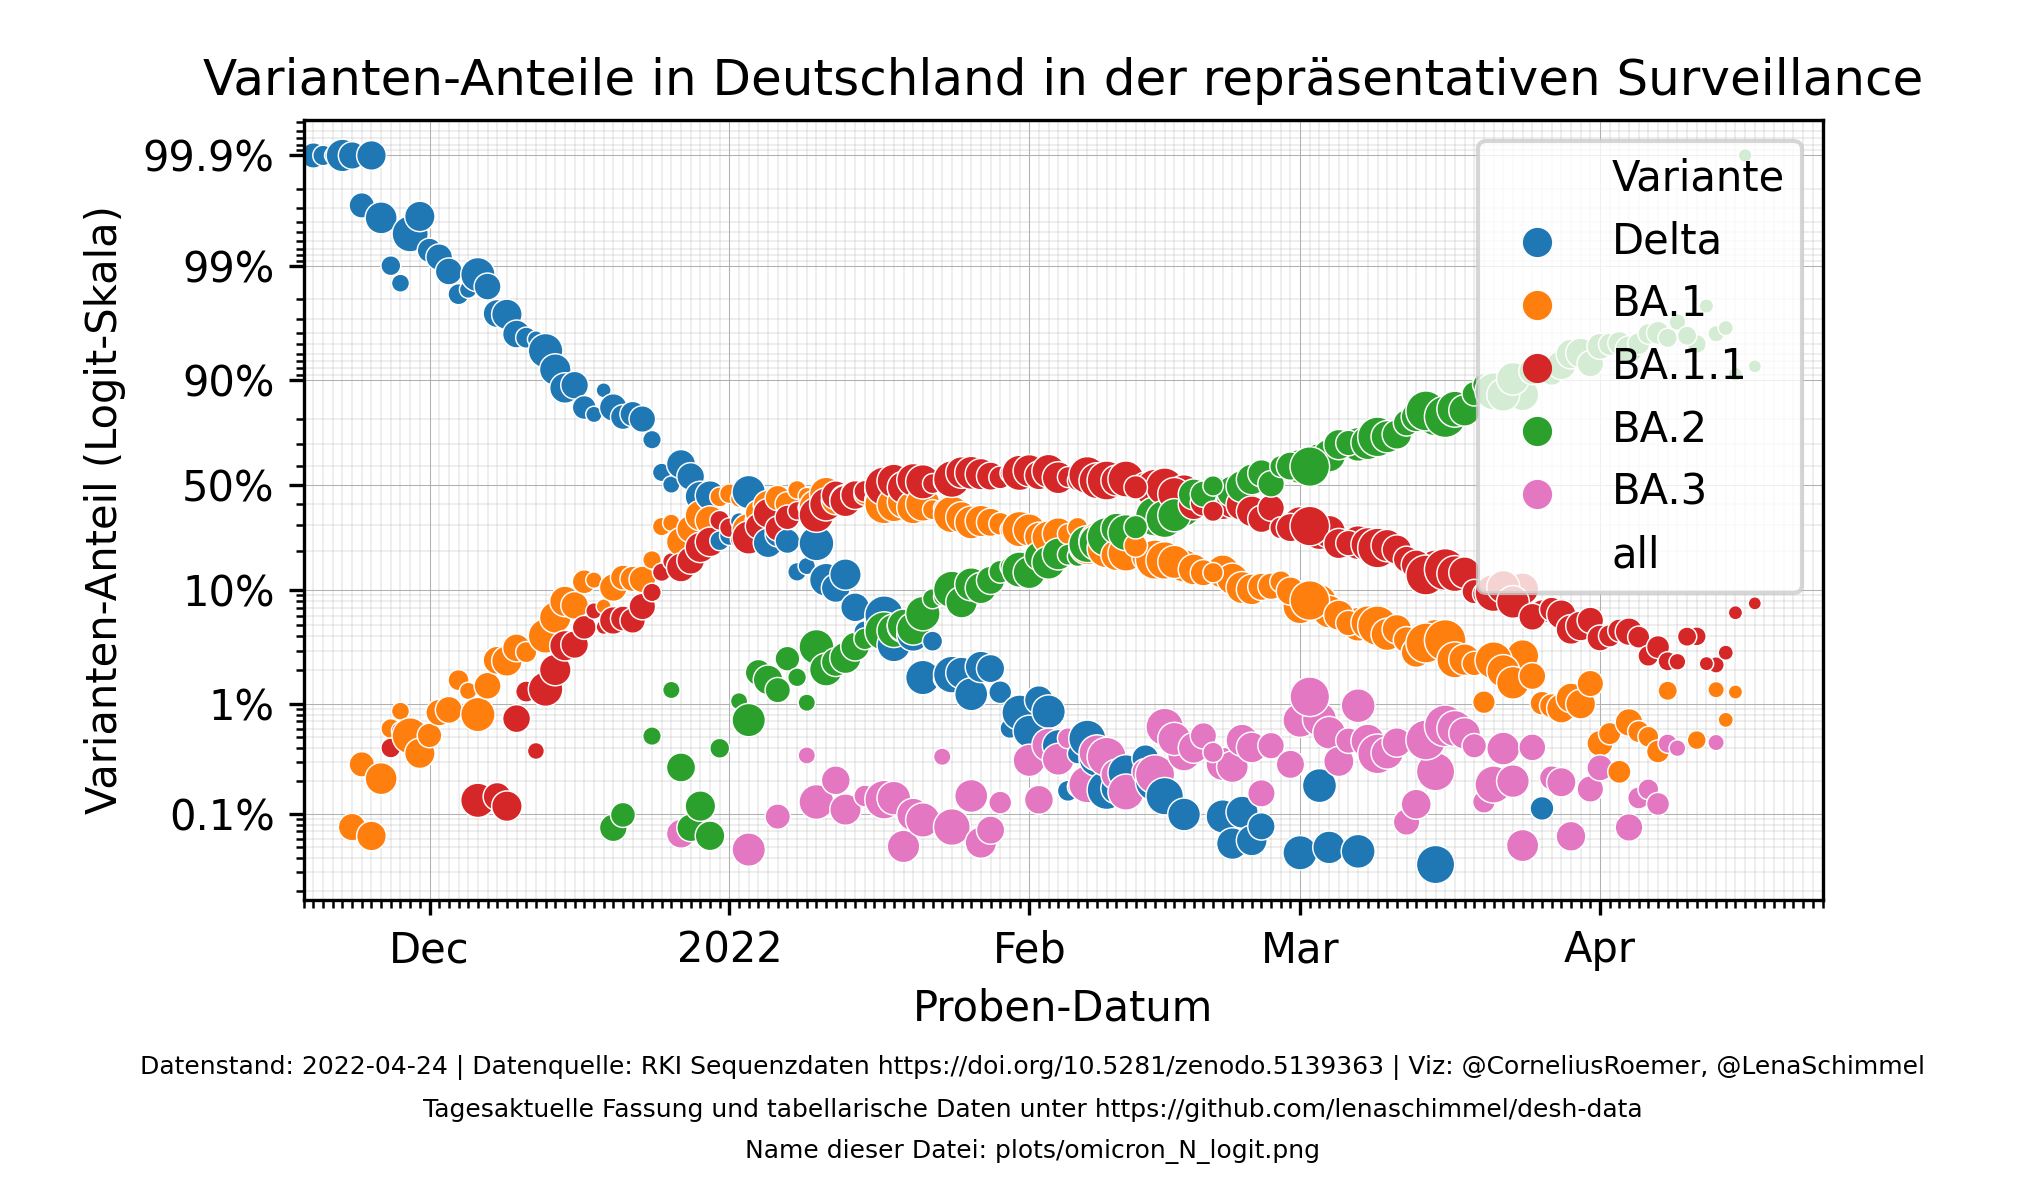 Varianten-Anteile in Deutschland in der repräsentativen Surveillance
Varianten-Anteil (Logit-Skala)
99.9%
99%
90%
50%
10%
1%
0.1%
Variante
Delta
BA.1
BA.1.1
BA.2
BA.3
all
Dec 2022 Feb Mar Apr
Proben-Datum
Datenstand: 2022-04-24 | Datenquelle: RKI Sequenzdaten https://doi.org/10.5281/zenodo.5139363 | Viz: @CorneliusRoemer, @LenaSchimmel
Tagesaktuelle Fassung und tabellarische Daten unter https://github.com/lenaschimmel/desh-data
Name dieser Datei: plots/omicron_N_logit.png